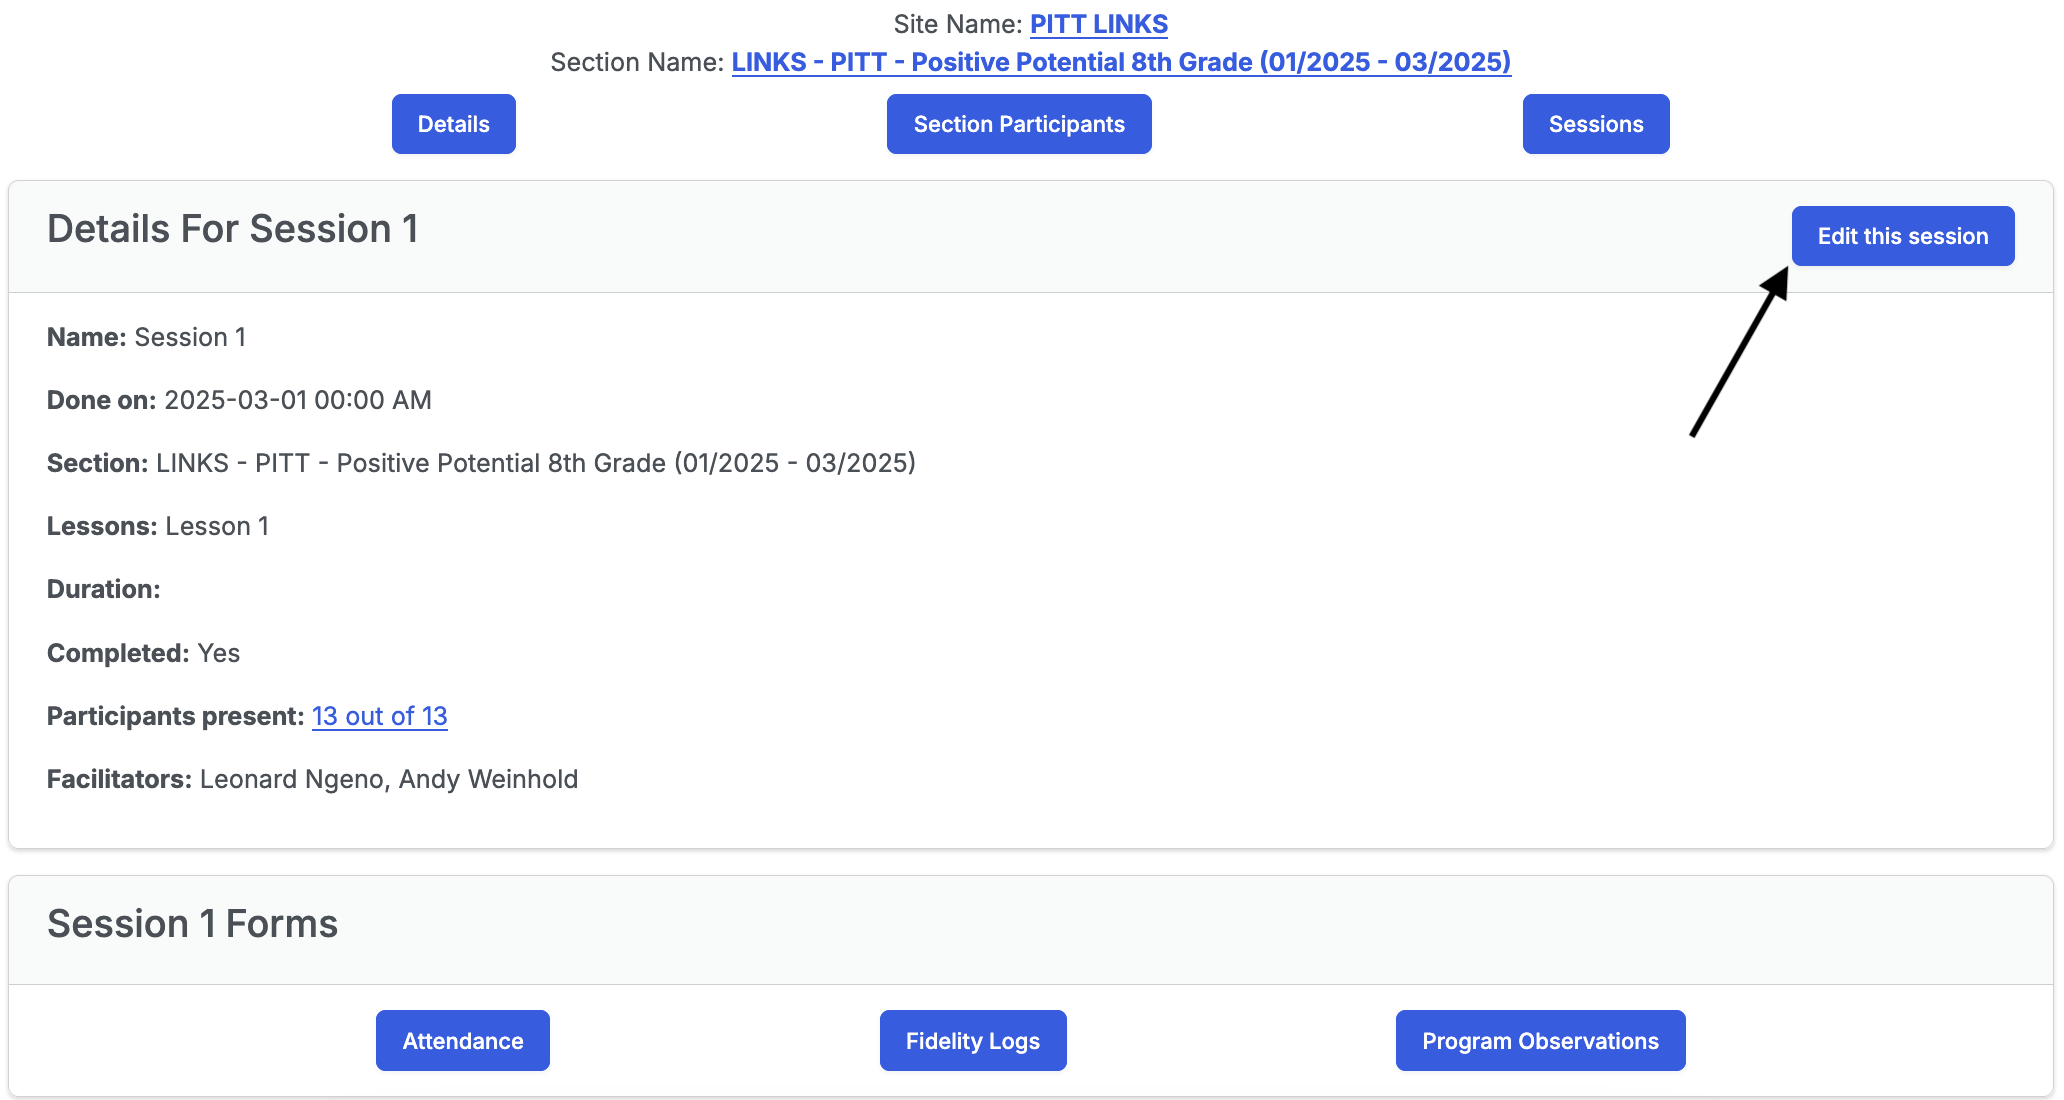 Site Name: PITT LINKS
Section Name: LINKS - PITT - Positive Potential 8th Grade (01/2025 - 03/2025)
Details
Section Participants
Sessions
Details For Session 1
Edit this session
Name: Session 1
Done on: 2025-03-01 00:00 AM
Section: LINKS - PITT - Positive Potential 8th Grade (01/2025 - 03/2025)
Lessons: Lesson 1
Duration:
Completed: Yes
Participants present: 13 out of 13
Facilitators: Leonard Ngeno, Andy Weinhold
Session 1 Forms
Attendance
Fidelity Logs
Program Observations